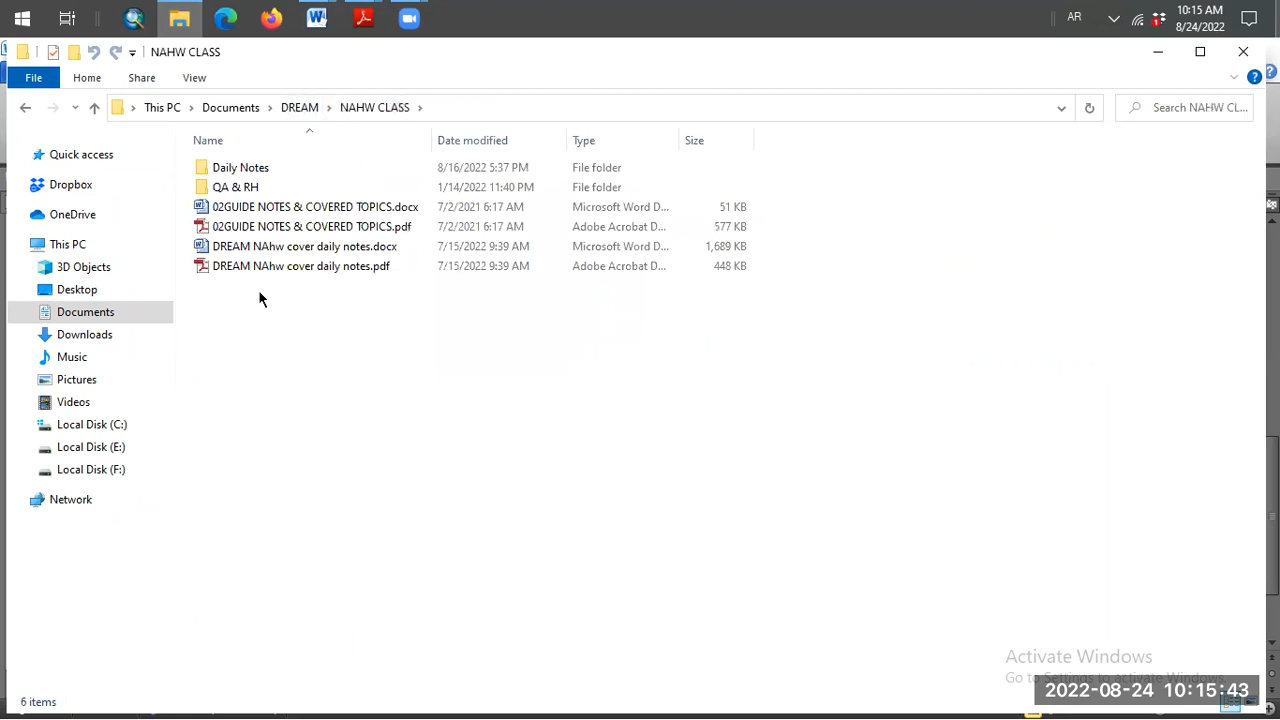 AR
10:15 AM
8/24/2022
NAHW CLASS
File
Home
Share
View
This PC
Documents
DREAM
NAHW CLASS
Search NAHW CL...
Name
Date modified
Type
Size
Quick access
Dropbox
OneDrive
This PC
3D Objects
Desktop
Documents
Downloads
Music
Pictures
Videos
Local Disk (C:)
Local Disk (E:)
Local Disk (F:)
Network
Daily Notes 8/16/2022 5:37 PM File folder
QA & RH 1/14/2022 11:40 PM File folder
02GUIDE NOTES & COVERED TOPICS.docx 7/2/2021 6:17 AM Microsoft Word D... 51 KB
02GUIDE NOTES & COVERED TOPICS.pdf 7/2/2021 6:17 AM Adobe Acrobat D... 577 KB
DREAM NAhw cover daily notes.docx 7/15/2022 9:39 AM Microsoft Word D... 1,689 KB
DREAM NAhw cover daily notes.pdf 7/15/2022 9:39 AM Adobe Acrobat D... 448 KB
Activate Windows
Go to Settings to activate Windows.
2022-08-24 10:15:43
6 items